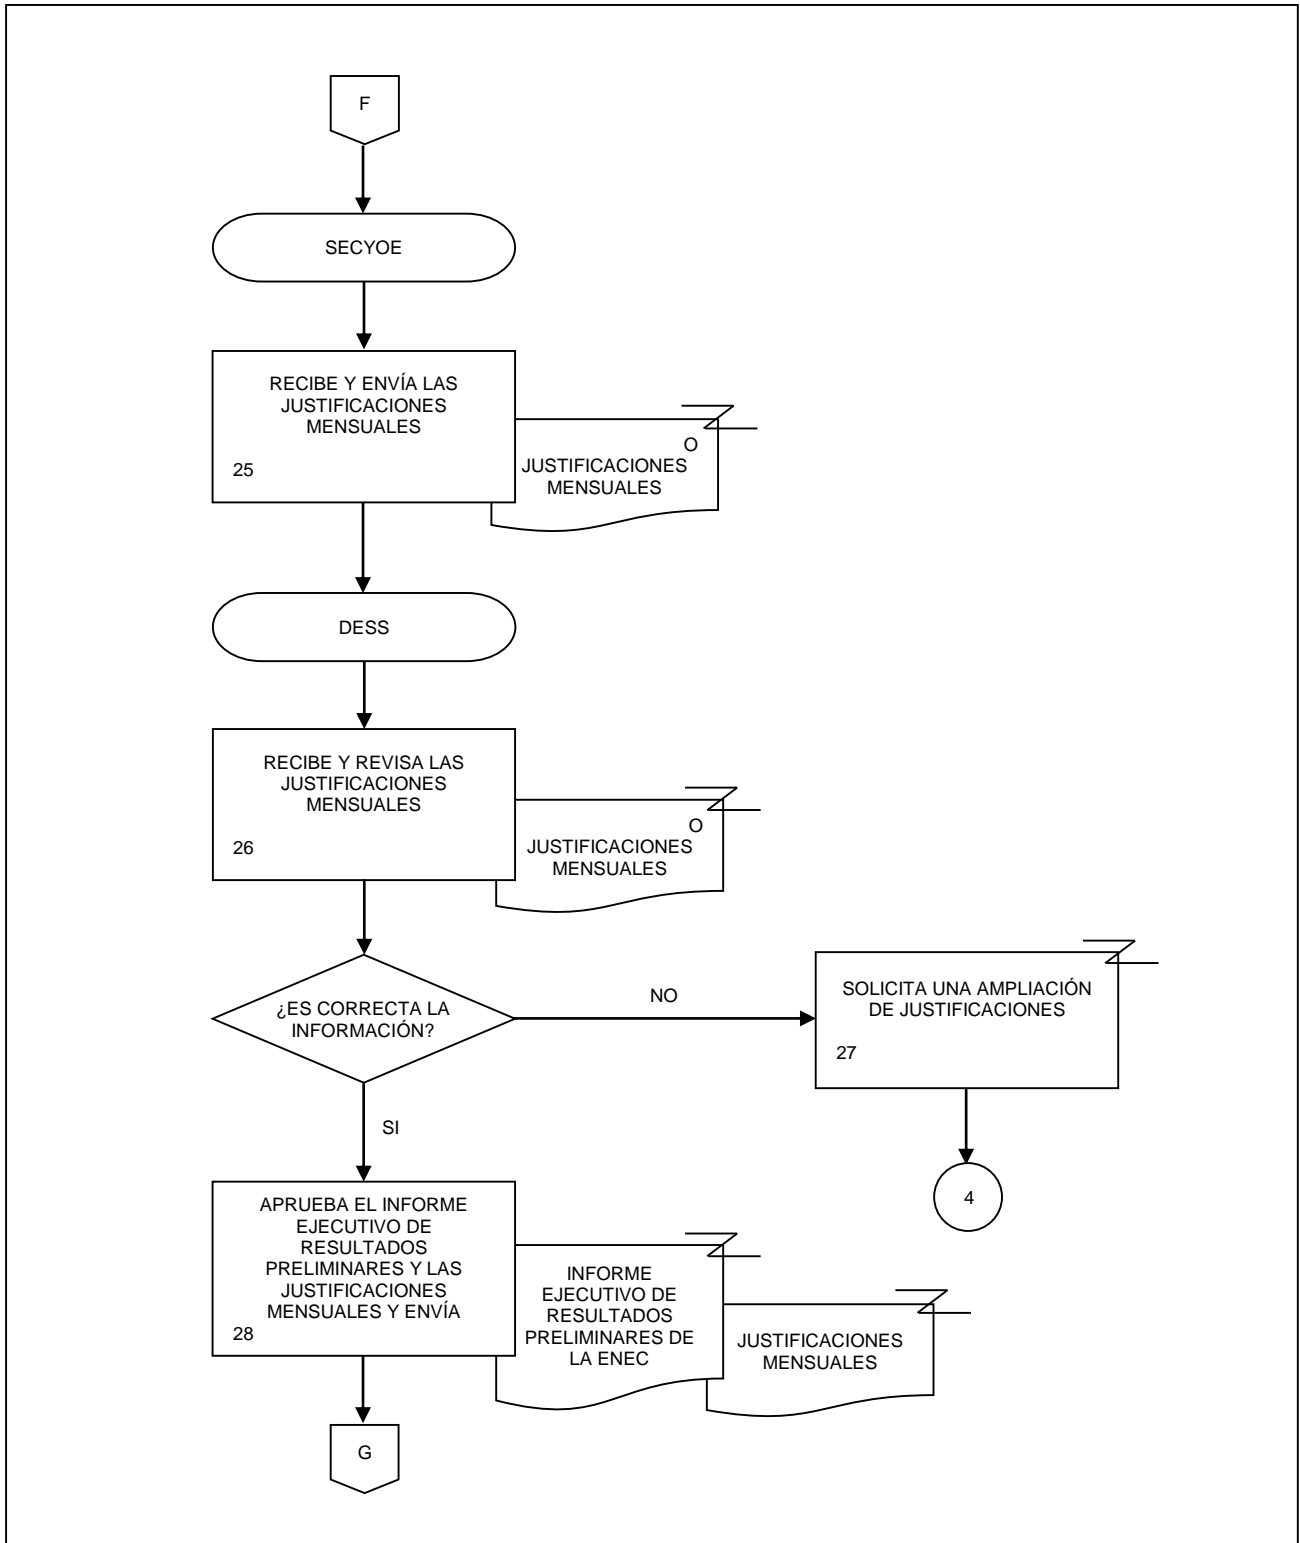 F
SECYOE
RECIBE Y ENVÍA LAS
JUSTIFICACIONES
MENSUALES
25
O
JUSTIFICACIONES
MENSUALES
DESS
RECIBE Y REVISA LAS
JUSTIFICACIONES
MENSUALES
26
O
JUSTIFICACIONES
MENSUALES
¿ES CORRECTA LA
INFORMACIÓN?
NO
SOLICITA UNA AMPLIACIÓN
DE JUSTIFICACIONES
27
4
SI
APRUEBA EL INFORME
EJECUTIVO DE
RESULTADOS
PRELIMINARES Y LAS
JUSTIFICACIONES
MENSUALES Y ENVÍA
28
INFORME
EJECUTIVO DE
RESULTADOS
PRELIMINARES DE
LA ENEC
JUSTIFICACIONES
MENSUALES
G